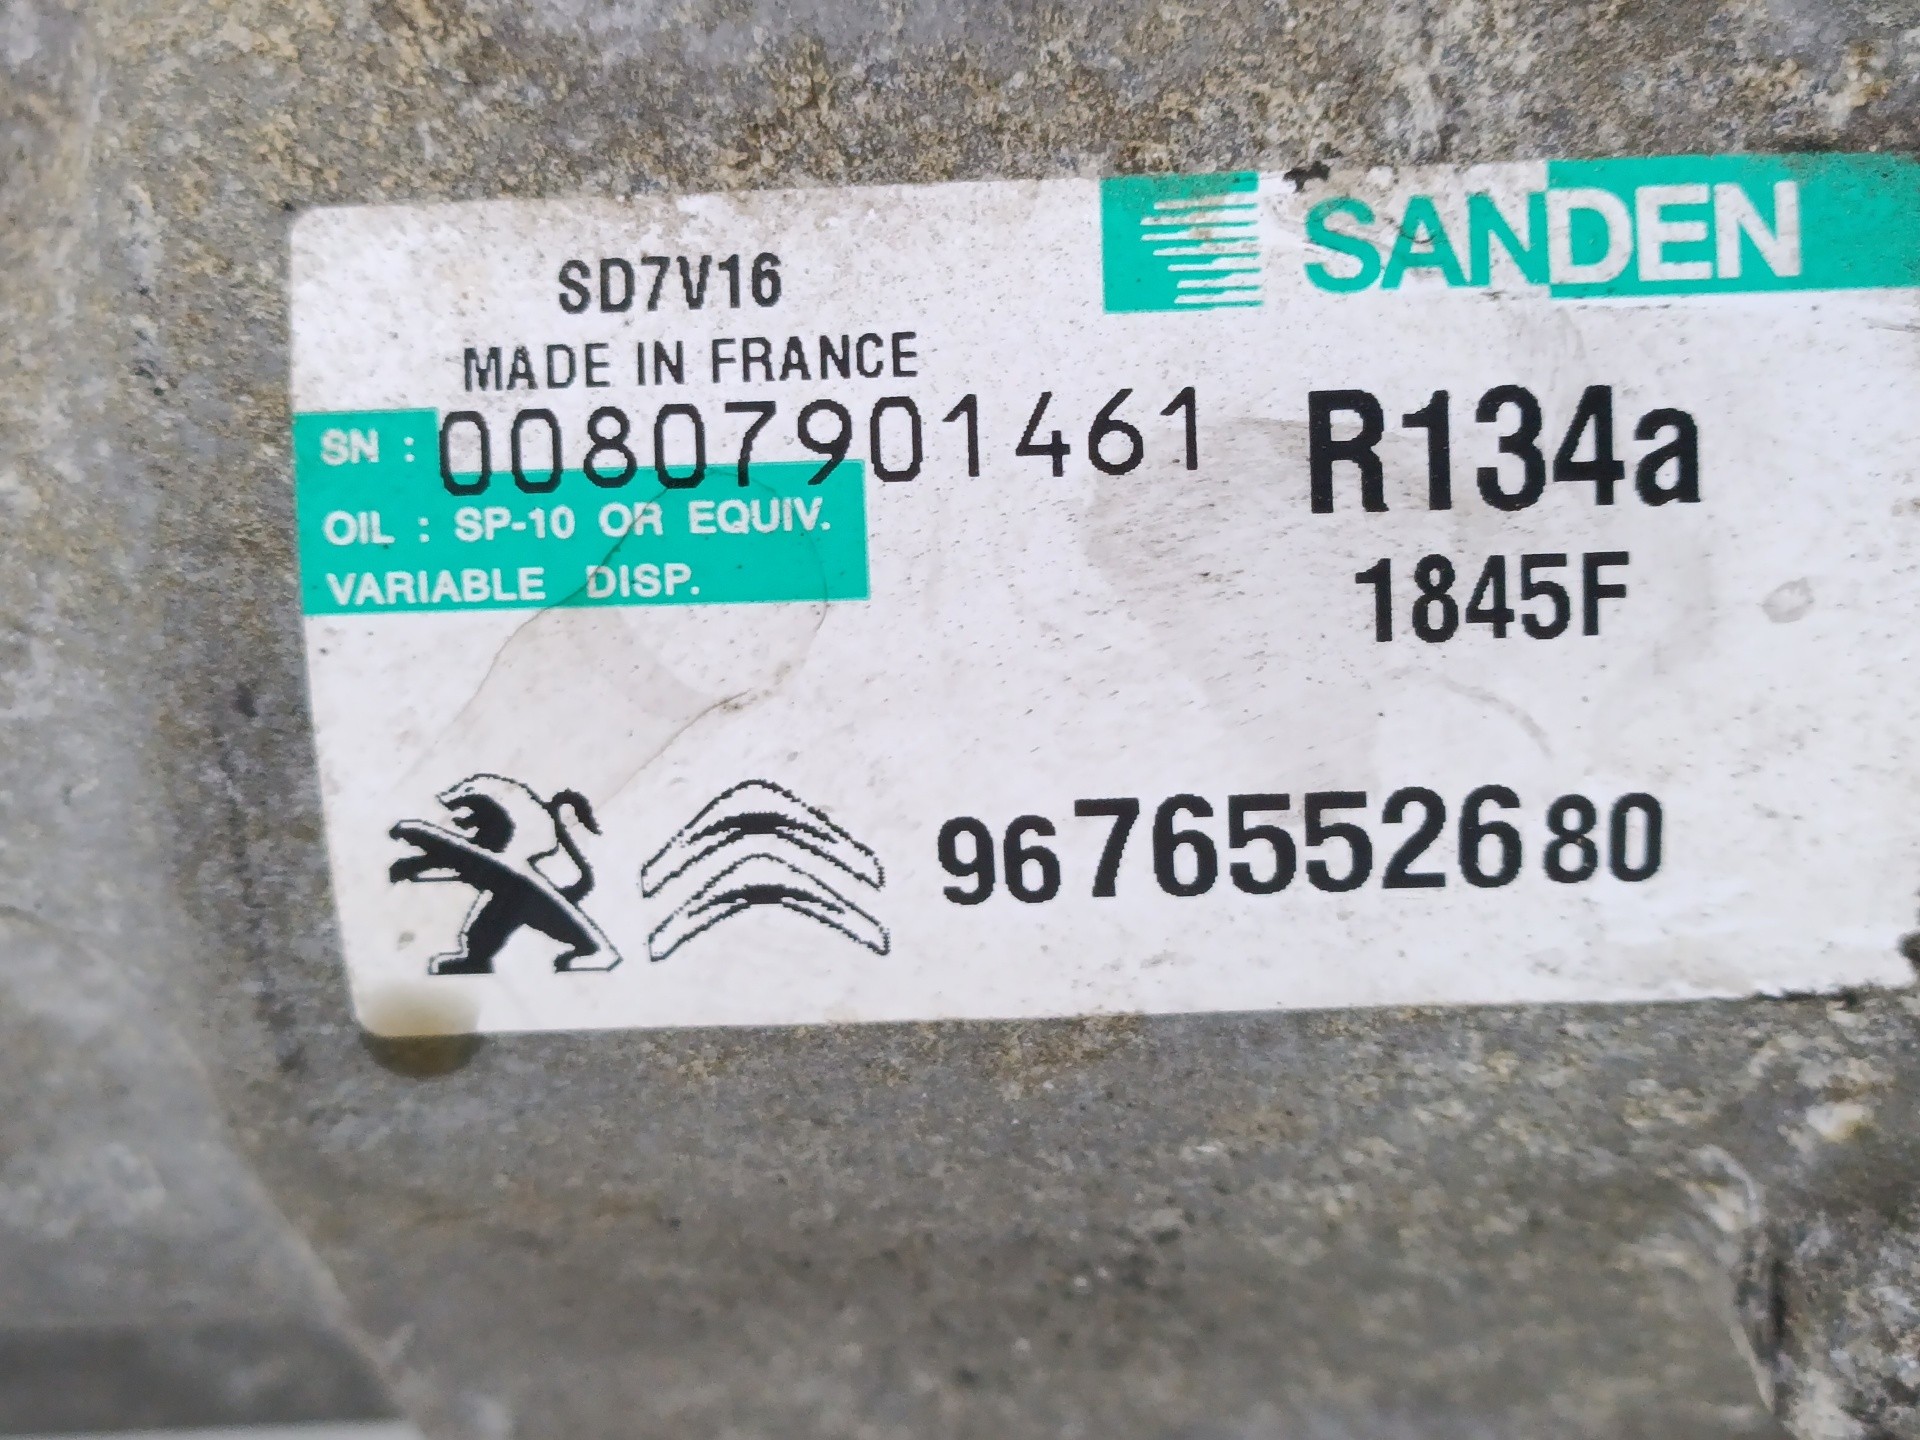 SANDEN
SD7V16
MADE IN FRANCE
SN : 00807901461
R134a
OIL : SP-10 OR EQUIV.
VARIABLE DISP.
1845F
9676552680